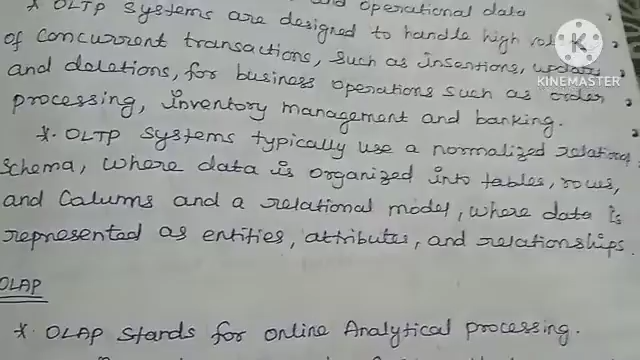 and operational data
* OLTP systems are designed to handle high
of concurrent transactions, such as insertions,
and deletions, for business operations such as order
processing, inventory management and banking.
*. OLTP systems typically use a normalized relational
schema, where data is organized into tables, rows,
and Calums and a relational model, where data is
represented as entities, attributes, and relationships.
OLAP
*. OLAP stands for online Analytical processing.
K
KINEMASTER